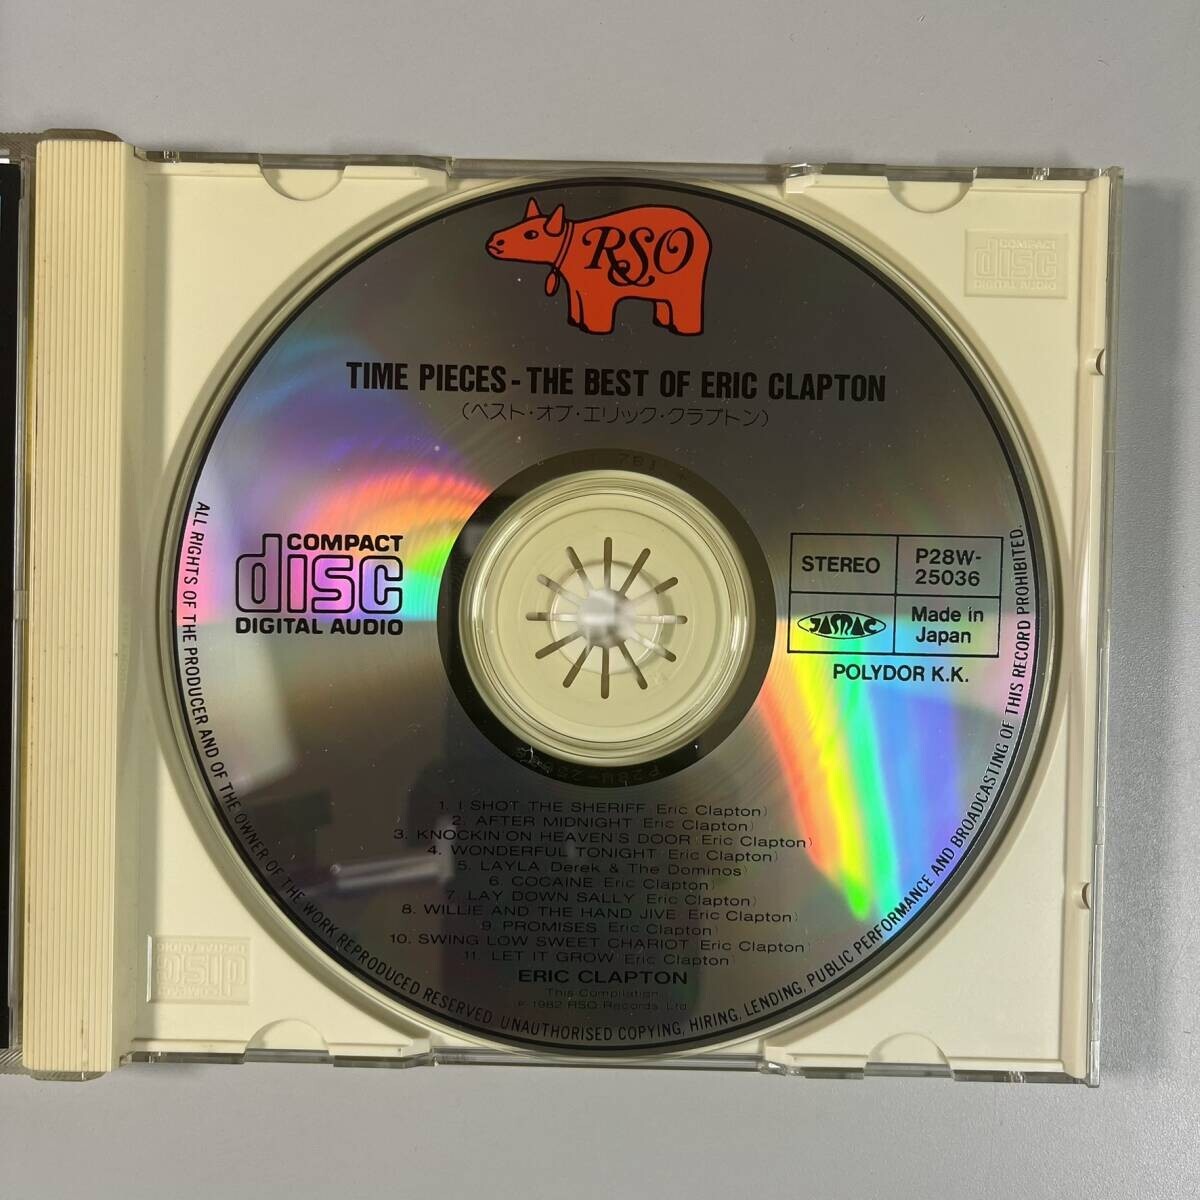 RSO
TIME PIECES - THE BEST OF ERIC CLAPTON
(ベスト・オブ・エリック・クラプトン)
COMPACT
disc
DIGITAL AUDIO
STEREO
P28W-
25036
JASRAC
Made in
Japan
POLYDOR K.K.
1. I SHOT THE SHERIFF (Eric Clapton)
2. AFTER MIDNIGHT (Eric Clapton)
3. KNOCKIN ON HEAVEN'S DOOR (Eric Clapton)
4. WONDERFUL TONIGHT (Eric Clapton)
5. LAYLA (Derek & The Dominos)
6. COCAINE (Eric Clapton)
7. LAY DOWN SALLY (Eric Clapton)
8. WILLIE AND THE HAND JIVE (Eric Clapton)
9. PROMISES (Eric Clapton)
10. SWING LOW SWEET CHARIOT (Eric Clapton)
11. LET IT GROW (Eric Clapton)
ERIC CLAPTON
This Compilation
℗ 1982 RSO Records Ltd.
ALL RIGHTS OF THE PRODUCER AND OF THE OWNER OF THE WORK REPRODUCED RESERVED. UNAUTHORISED COPYING, HIRING, LENDING, PUBLIC PERFORMANCE AND BROADCASTING OF THIS RECORD PROHIBITED.
COMPACT
disc
DIGITAL AUDIO
COMPACT
disc
DIGITAL AUDIO